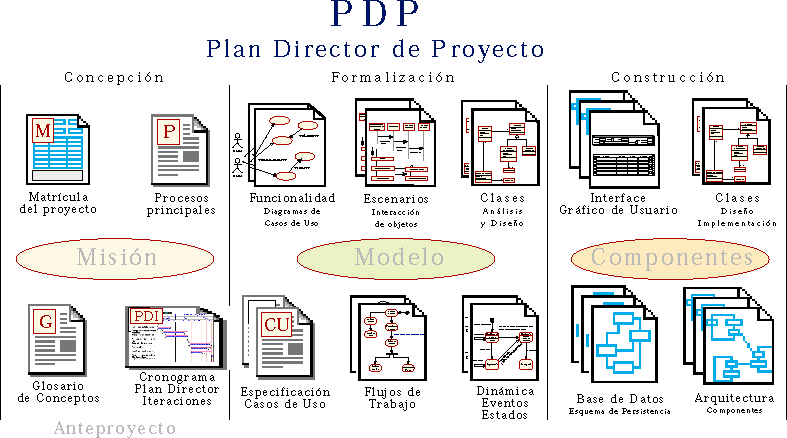 PDP
Plan Director de Proyecto
Concepción
Formalización
Construcción
M
Matrícula
del proyecto
P
Procesos
principales
Funcionalidad
Diagramas de
Casos de Uso
Escenarios
Interacción
de objetos
Clases
Análisis
y Diseño
Interface
Gráfico de Usuario
Clases
Diseño
Implementación
Misión
Modelo
Componentes
G
Glosario
de Conceptos
PDI
Cronograma
Plan Director
Iteraciones
CU
Especificación
Casos de Uso
Flujos de
Trabajo
Dinámica
Eventos
Estados
Base de Datos
Esquema de Persistencia
Arquitectura
Componentes
Anteproyecto